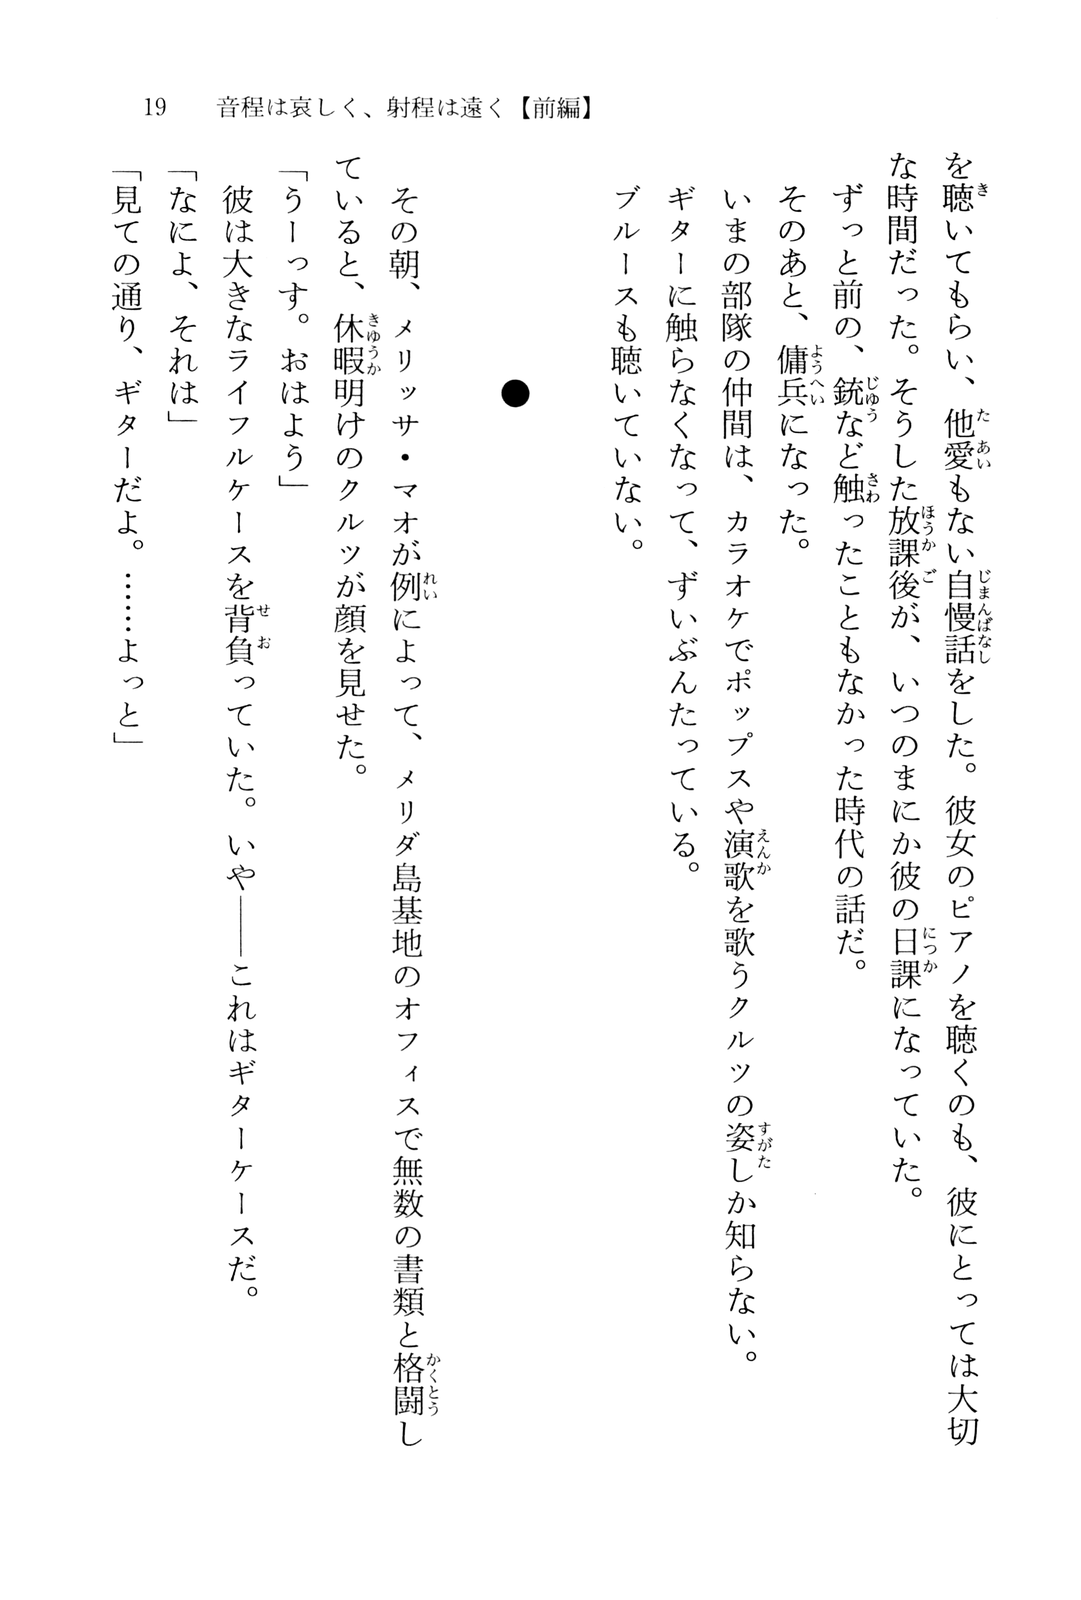 19　音程は哀しく、射程は遠く【前編】
を聴いてもらい、他愛もない自慢話をした。彼女のピアノを聴くのも、彼にとっては大切
な時間だった。そうした放課後が、いつのまにか彼の日課になっていた。
ずっと前の、銃など触ったこともなかった時代の話だ。
そのあと、傭兵になった。
いまの部隊の仲間は、カラオケでポップスや演歌を歌うクルツの姿しか知らない。
ギターに触らなくなって、ずいぶんたっている。
ブルースも聴いていない。
●
その朝、メリッサ・マオが例によって、メリダ島基地のオフィスで無数の書類と格闘し
ていると、休暇明けのクルツが顔を見せた。
「うーっす。おはよう」
彼は大きなライフルケースを背負っていた。いや――これはギターケースだ。
「なによ、それは」
「見ての通り、ギターだよ。……よっと」